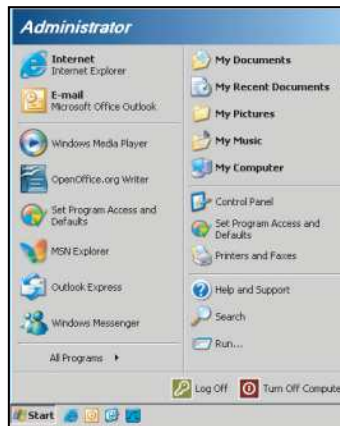 Administrator
Internet
Internet Explorer
E-mail
Microsoft Office Outlook
Windows Media Player
OpenOffice.org Writer
Set Program Access and
Defaults
MSN Explorer
Outlook Express
Windows Messenger
All Programs
My Documents
My Recent Documents
My Pictures
My Music
My Computer
Control Panel
Set Program Access and
Defaults
Printers and Faxes
Help and Support
Search
Run...
Log Off
Turn Off Compute
Start